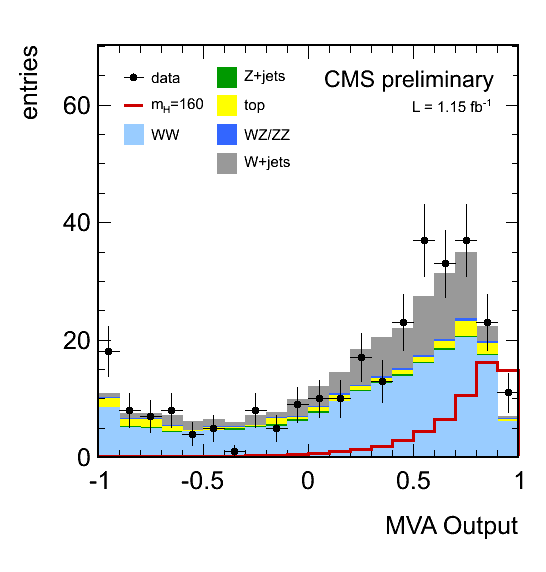 entries
70
60
40
20
0
data
Z+jets
CMS preliminary
m_H=160
top
L = 1.15 fb⁻¹
WW
WZ/ZZ
W+jets
-1 -0.5 0 0.5 1
MVA Output